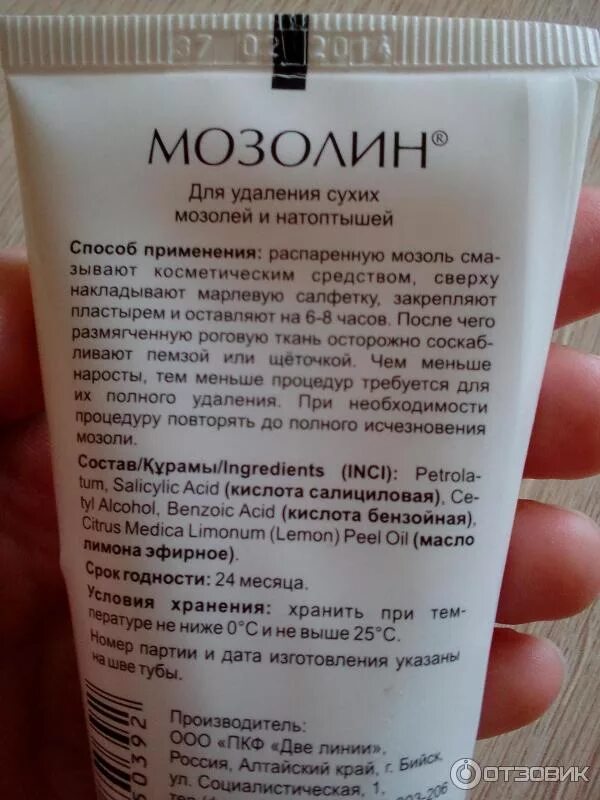 37 02 2014
МОЗОЛИН®
Для удаления сухих
мозолей и натоптышей
Способ применения: распаренную мозоль сма-
зывают косметическим средством, сверху
накладывают марлевую салфетку, закрепляют
пластырем и оставляют на 6-8 часов. После чего
размягченную роговую ткань осторожно соскаб-
ливают пемзой или щёточкой. Чем меньше
наросты, тем меньше процедур требуется для
их полного удаления. При необходимости
процедуру повторять до полного исчезновения
мозоли.
Состав/Құрамы/Ingredients (INCI): Petrola-
tum, Salicylic Acid (кислота салициловая), Ce-
tyl Alcohol, Benzoic Acid (кислота бензойная),
Citrus Medica Limonum (Lemon) Peel Oil (масло
лимона эфирное).
Срок годности: 24 месяца.
Условия хранения: хранить при тем-
пературе не ниже 0°С и не выше 25°С.
Номер партии и дата изготовления указаны
на шве тубы.
Производитель:
ООО «ПКФ «Две линии»,
Россия, Алтайский край, г. Бийск,
ул. Социалистическая, 1,
ОТЗОВИК